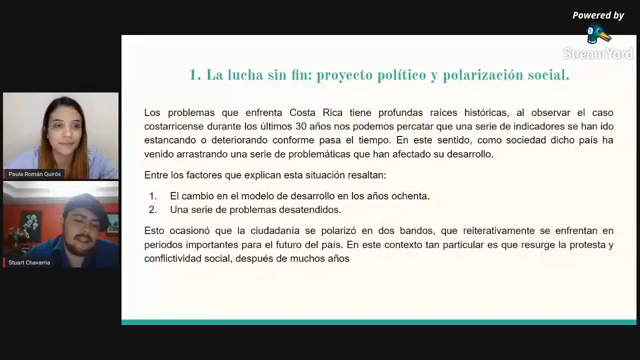 Powered by
StreamYard
1. La lucha sin fin: proyecto político y polarización social.
Los problemas que enfrenta Costa Rica tiene profundas raíces históricas, al observar el caso
costarricense durante los últimos 30 años nos podemos percatar que una serie de indicadores se han ido
estancando o deteriorando conforme pasa el tiempo. En este sentido, como sociedad dicho país ha
venido arrastrando una serie de problemáticas que han afectado su desarrollo.
Entre los factores que explican esta situación resaltan:
1. El cambio en el modelo de desarrollo en los años ochenta.
2. Una serie de problemas desatendidos.
Esto ocasionó que la ciudadanía se polarizó en dos bandos, que reiterativamente se enfrentan en
periodos importantes para el futuro del país. En este contexto tan particular es que resurge la protesta y
conflictividad social, después de muchos años
Paula Román Quirós
Stuart Chavarria